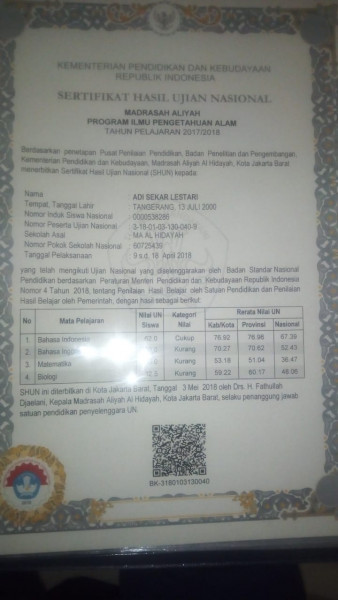 KEMENTERIAN PENDIDIKAN DAN KEBUDAYAAN
REPUBLIK INDONESIA
SERTIFIKAT HASIL UJIAN NASIONAL
MADRASAH ALIYAH
PROGRAM ILMU PENGETAHUAN ALAM
TAHUN PELAJARAN 2017/2018
Berdasarkan penetapan Pusat Penilaian Pendidikan, Badan Penelitian dan Pengembangan,
Kementerian Pendidikan dan Kebudayaan, Madrasah Aliyah Al Hidayah, Kota Jakarta Barat
menerbitkan Sertifikat Hasil Ujian Nasional (SHUN) kepada:
Nama : ADI SEKAR LESTARI
Tempat, Tanggal Lahir : TANGERANG, 13 JULI 2000
Nomor Induk Siswa Nasional : 0000536286
Nomor Peserta Ujian Nasional : 3-18-01-03-130-040-9
Sekolah Asal : MA AL HIDAYAH
Nomor Pokok Sekolah Nasional : 60725439
Tanggal Pelaksanaan : 9 s.d. 18 April 2018
yang telah mengikuti Ujian Nasional yang diselenggarakan oleh Badan Standar Nasional
Pendidikan berdasarkan Peraturan Menteri Pendidikan dan Kebudayaan Republik Indonesia
Nomor 4 Tahun 2018, tentang Penilaian Hasil Belajar oleh Satuan Pendidikan dan Penilaian
Hasil Belajar oleh Pemerintah, dengan hasil sebagai berikut:
No Mata Pelajaran Nilai UN Siswa Kategori Nilai Rerata Nilai UN
Kab/Kota Provinsi Nasional
1. Bahasa Indonesia Cukup 76.92 76.96 67.39
2. Bahasa Inggris Kurang 70.62 52.43
3. Matematika Kurang 53.18 51.04 36.47
4. Biologi Kurang 59.22 60.17 48.06
SHUN ini diterbitkan di Kota Jakarta Barat, Tanggal 3 Mei 2018 oleh Drs. H. Fathullah
Djaelani, Kepala Madrasah Aliyah Al Hidayah, Kota Jakarta Barat, selaku penanggung jawab
satuan pendidikan penyelenggara UN.
BK-3180103130040